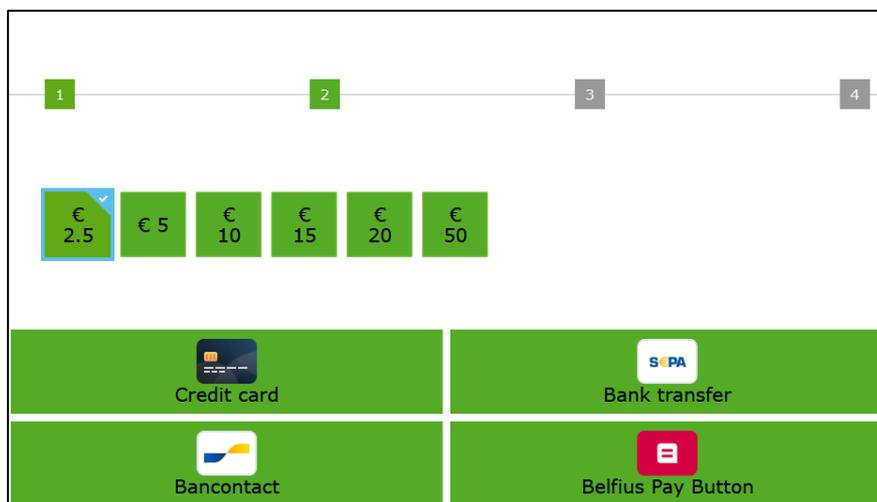 1 2 3 4
€ 2.5
€ 5
€ 10
€ 15
€ 20
€ 50
Credit card
S€PA
Bank transfer
Bancontact
Belfius Pay Button